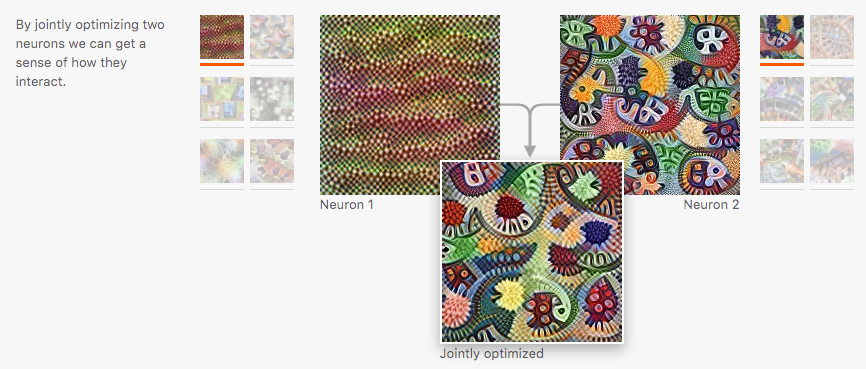 By jointly optimizing two
neurons we can get a
sense of how they
interact.
Neuron 1
Neuron 2
Jointly optimized